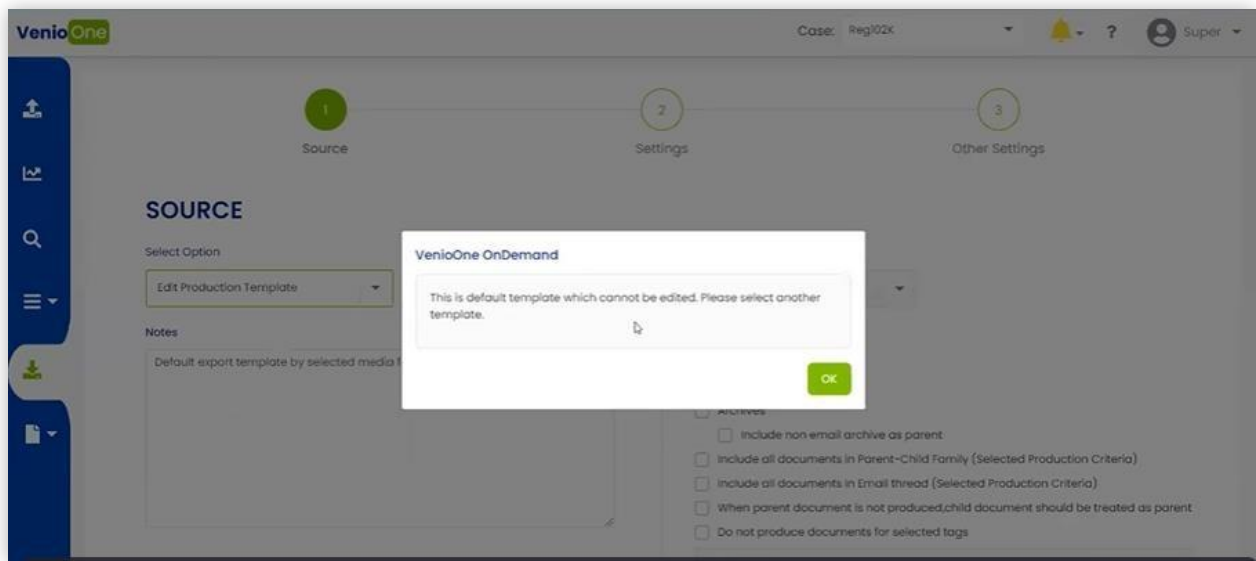 VenioOne
Case: Reg102K
? Super
1
2
3
Source
Settings
Other Settings
SOURCE
Select Option
Edit Production Template
Notes
Default export template by selected media f
VenioOne OnDemand
This is default template which cannot be edited. Please select another
template.
OK
Archives
Include non email archive as parent
Include all documents in Parent-Child Family (Selected Production Criteria)
Include all documents in Email thread (Selected Production Criteria)
When parent document is not produced,child document should be treated as parent
Do not produce documents for selected tags